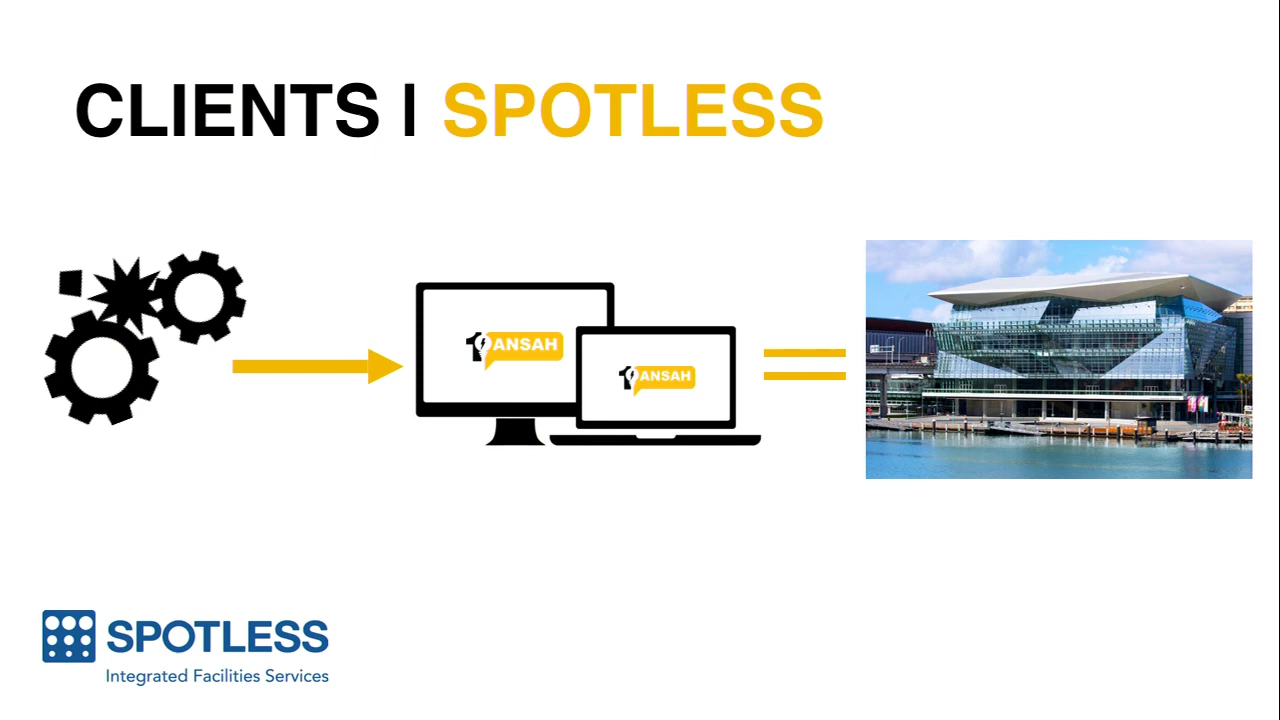 CLIENTS | SPOTLESS
ANSAH
ANSAH
SPOTLESS
Integrated Facilities Services